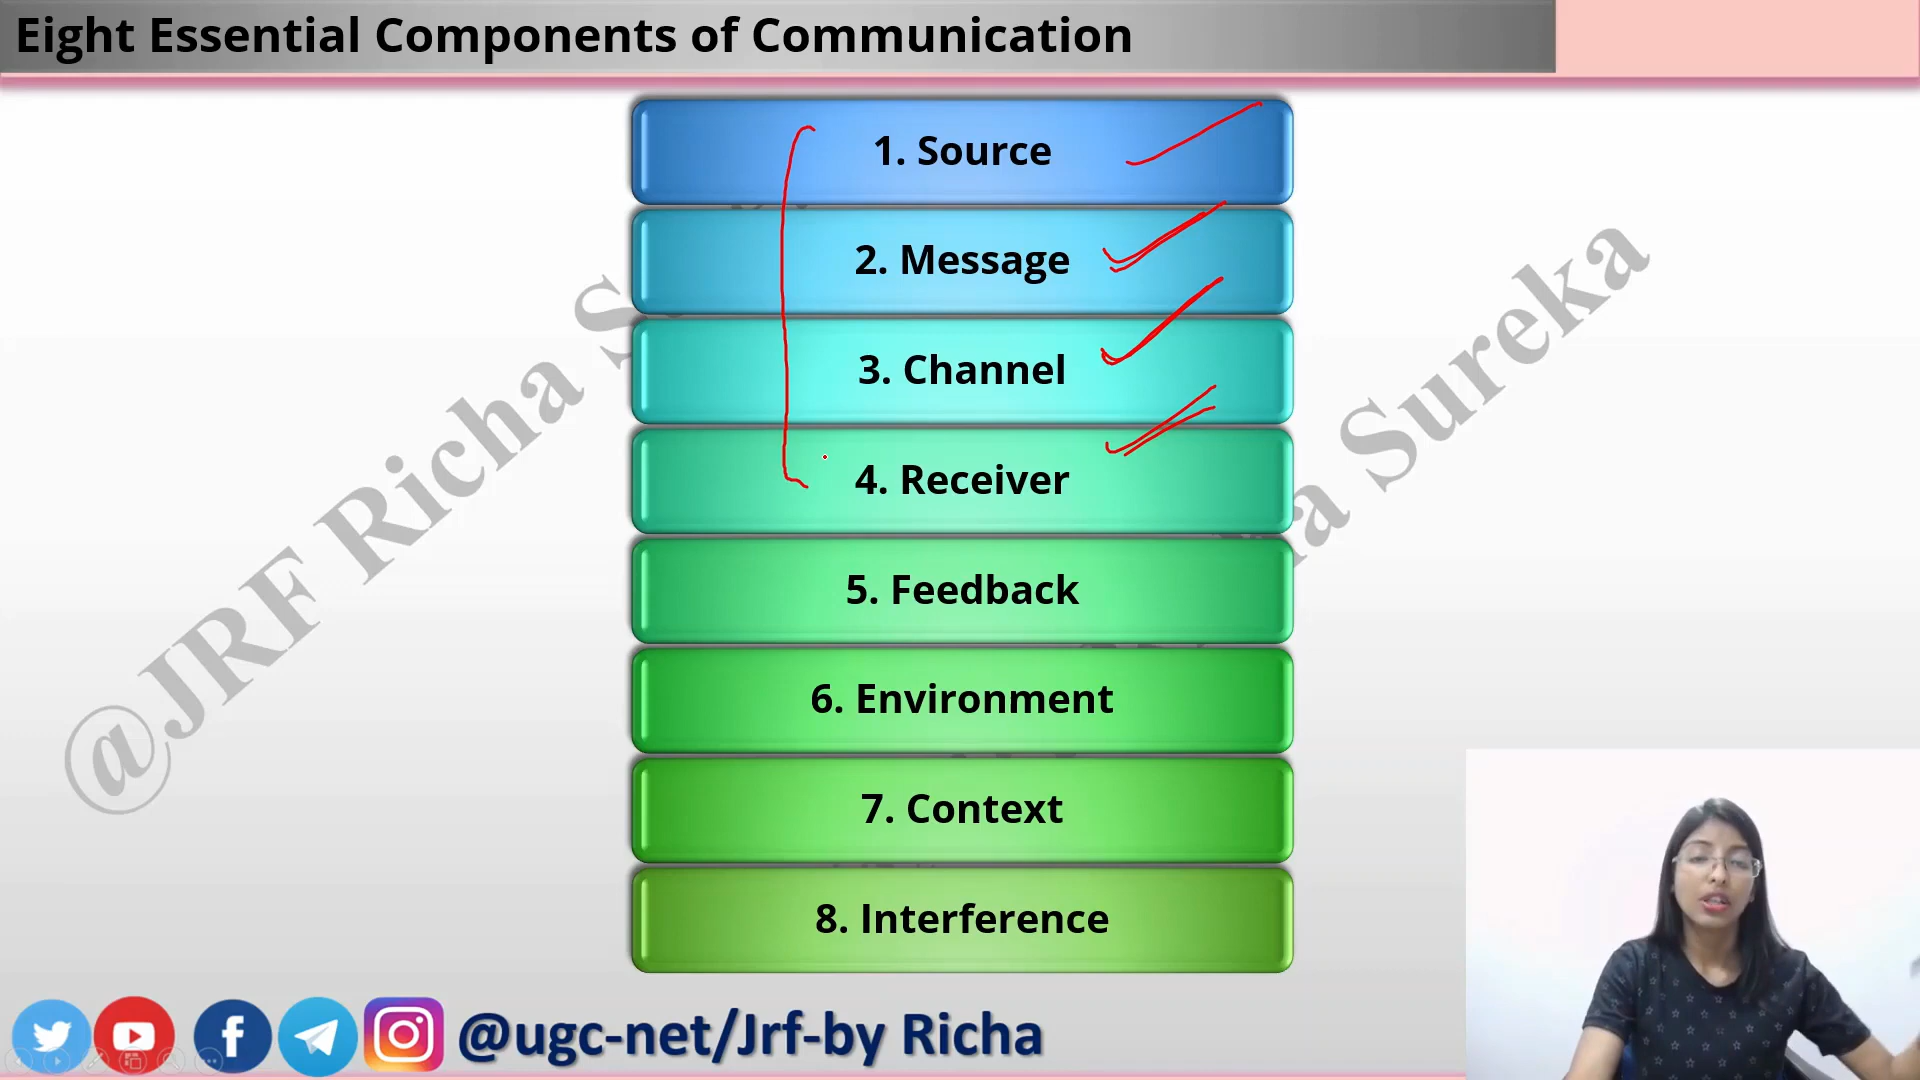 Eight Essential Components of Communication
1. Source
2. Message
3. Channel
4. Receiver
5. Feedback
6. Environment
7. Context
8. Interference
@JRF Richa S
ha Sureka
@ugc-net/Jrf-by Richa